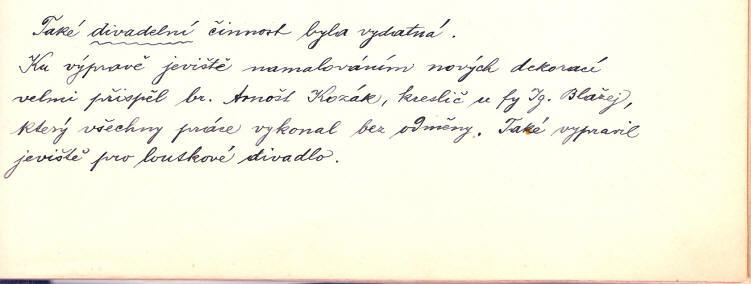 Také divadelní činnost byla vydatná.
Ku výpravě jeviště namalováním nových dekorací
velmi přispěl br. Arnošt Kozák, kreslič u fy Ig. Blažej,
který všechny práce vykonal bez odměny. Také vypravil
jeviště pro loutkové divadlo.